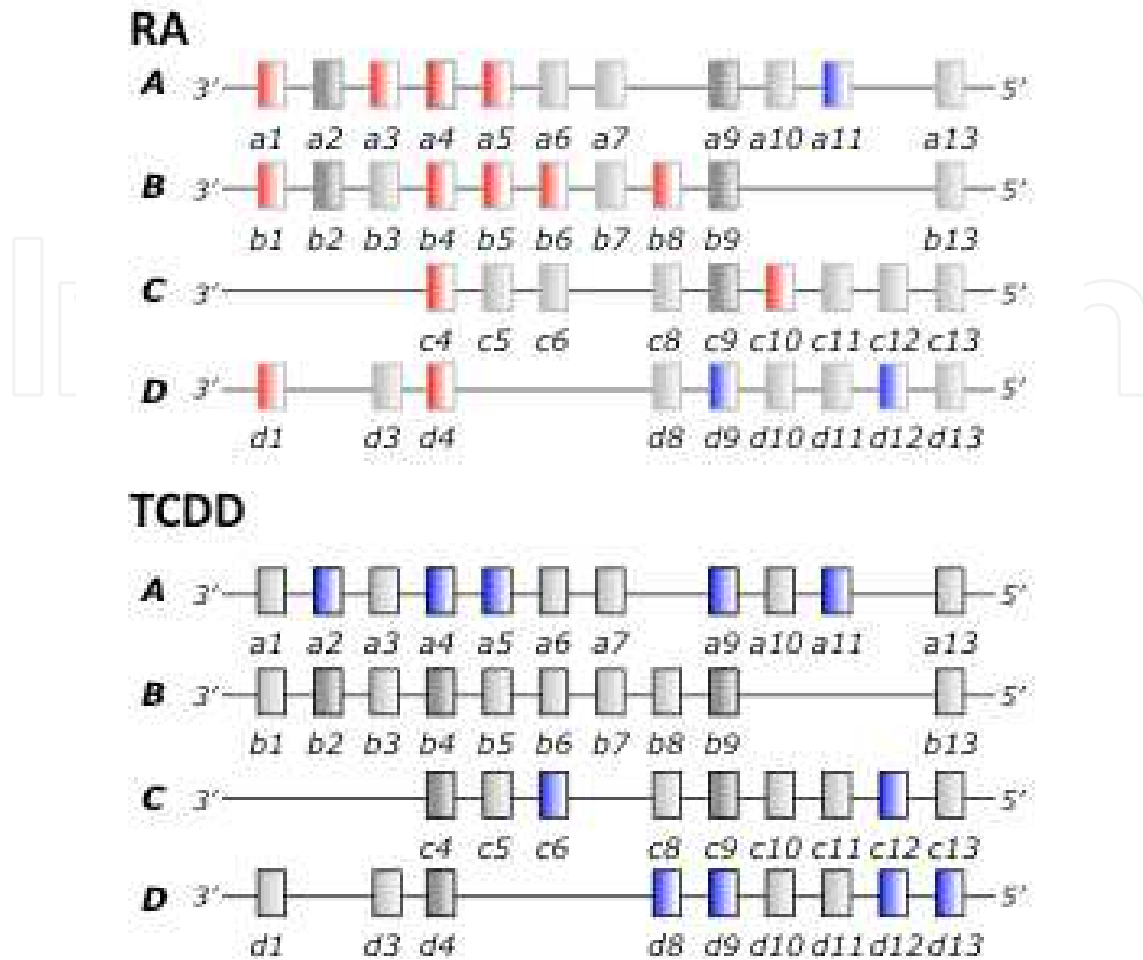 RA
A 3' 5'
a1 a2 a3 a4 a5 a6 a7 a9 a10 a11 a13
B 3' 5'
b1 b2 b3 b4 b5 b6 b7 b8 b9 b13
C 3' 5'
c4 c5 c6 c8 c9 c10 c11 c12 c13
D 3' 5'
d1 d3 d4 d8 d9 d10 d11 d12 d13
TCDD
A 3' 5'
a1 a2 a3 a4 a5 a6 a7 a9 a10 a11 a13
B 3' 5'
b1 b2 b3 b4 b5 b6 b7 b8 b9 b13
C 3' 5'
c4 c5 c6 c8 c9 c10 c11 c12 c13
D 3' 5'
d1 d3 d4 d8 d9 d10 d11 d12 d13